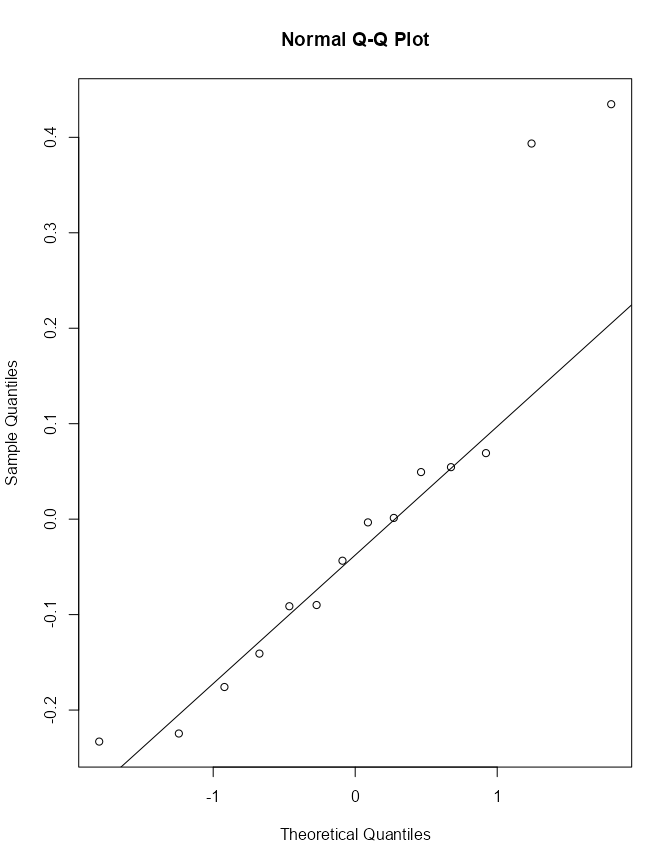 Normal Q-Q Plot
0.4
0.3
0.2
0.1
0.0
-0.1
-0.2
Sample Quantiles
-1 0 1
Theoretical Quantiles